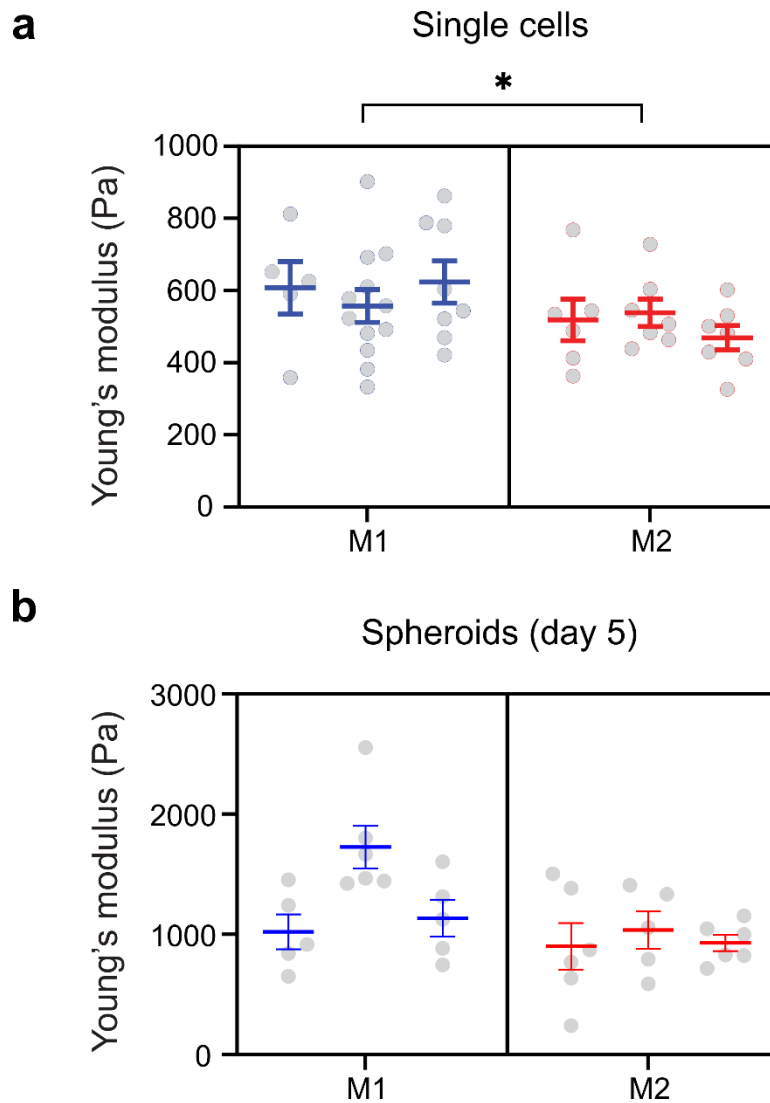 a
Single cells
*
Young's modulus (Pa)
1000
800
600
400
200
0
M1
M2
b
Spheroids (day 5)
Young's modulus (Pa)
3000
2000
1000
0
M1
M2